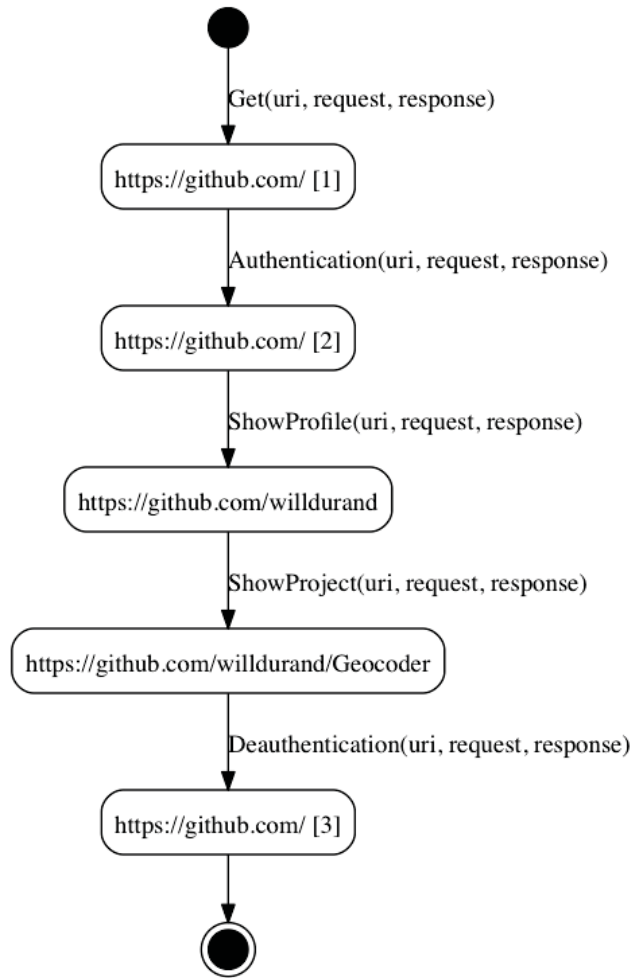 Get(uri, request, response)
https://github.com/ [1]
Authentication(uri, request, response)
https://github.com/ [2]
ShowProfile(uri, request, response)
https://github.com/willdurand
ShowProject(uri, request, response)
https://github.com/willdurand/Geocoder
Deauthentication(uri, request, response)
https://github.com/ [3]